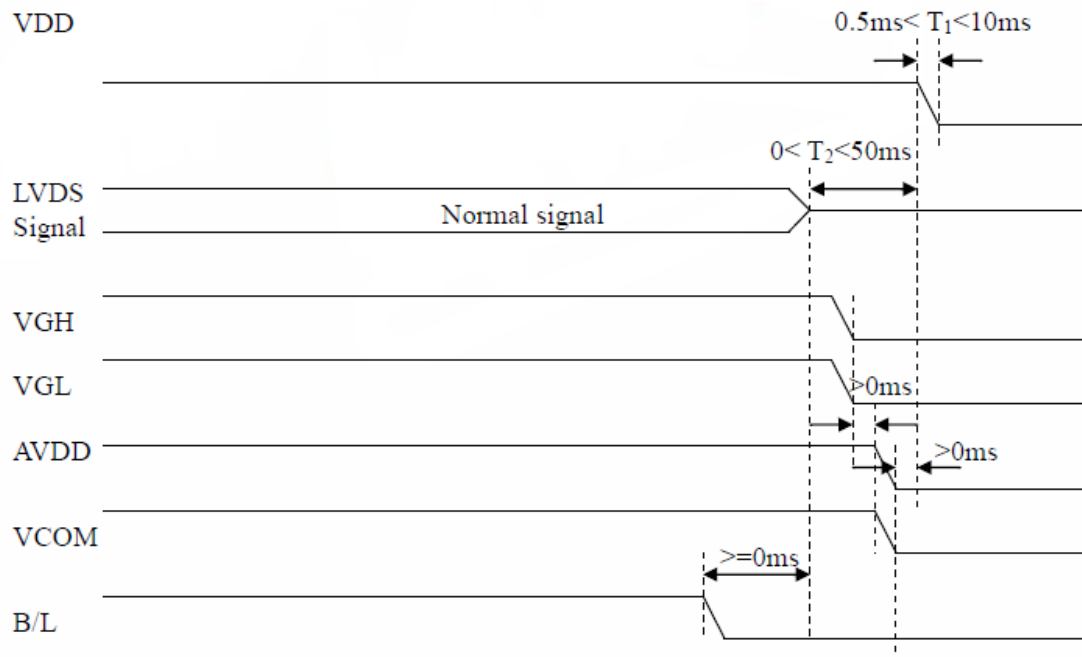 VDD
0.5ms< T₁<10ms
0< T₂<50ms
LVDS
Signal
Normal signal
VGH
VGL
>0ms
AVDD
>0ms
VCOM
>=0ms
B/L